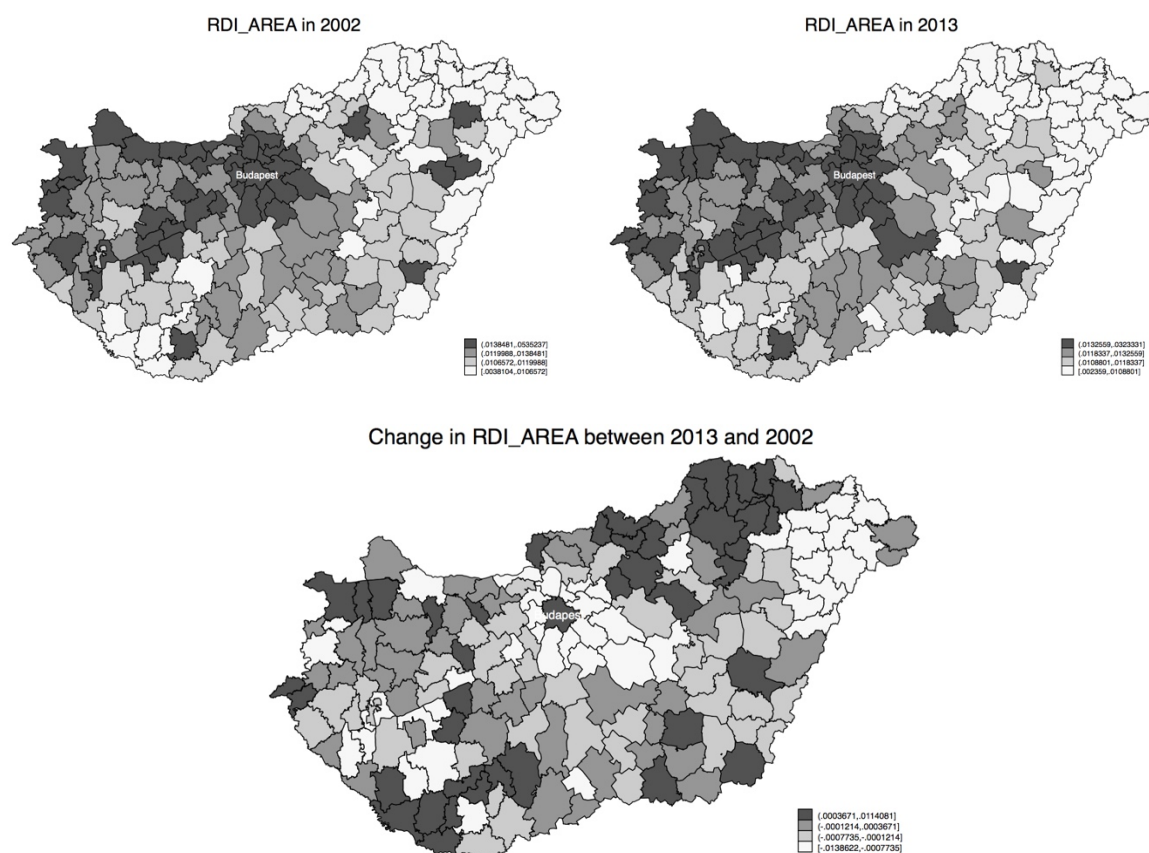 RDI_AREA in 2002
Budapest
(.0138481,.0535237]
(.0119988,.0138481]
(.0106572,.0119988]
[.0038104,.0106572]
RDI_AREA in 2013
Budapest
(.0132559,.0323331]
(.0118337,.0132559]
(.0108801,.0118337]
[.002359,.0108801]
Change in RDI_AREA between 2013 and 2002
Budapest
(.0003671,.0114081]
(-.0001214,.0003671]
(-.0007735,-.0001214]
[-.0138622,-.0007735]